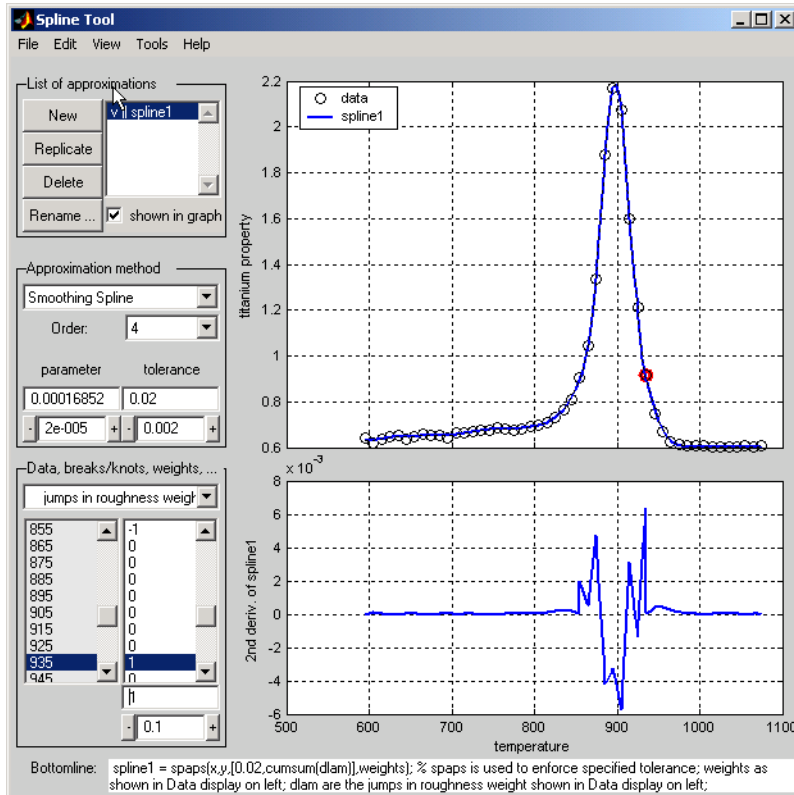 Spline Tool
File Edit View Tools Help
List of approximations
New
v || spline1
Replicate
Delete
Rename ...
shown in graph
Approximation method
Smoothing Spline
Order: 4
parameter tolerance
0.00016852 0.02
- 2e-005 + - 0.002 +
Data, breaks/knots, weights, ...
jumps in roughness weigh
855 -1
865 0
875 0
885 0
895 0
905 0
915 0
925 0
935 1
945 0
1
- 0.1 +
data
spline1
titanium property
2.2
2
1.8
1.6
1.4
1.2
1
0.8
0.6
x 10^-3
2nd deriv. of spline1
8
6
4
2
0
-2
-4
-6
500 600 700 800 900 1000 1100
temperature
Bottomline: spline1 = spaps(x,y,[0.02,cumsum(dlam)],weights); % spaps is used to enforce specified tolerance; weights as
shown in Data display on left; dlam are the jumps in roughness weight shown in Data display on left;